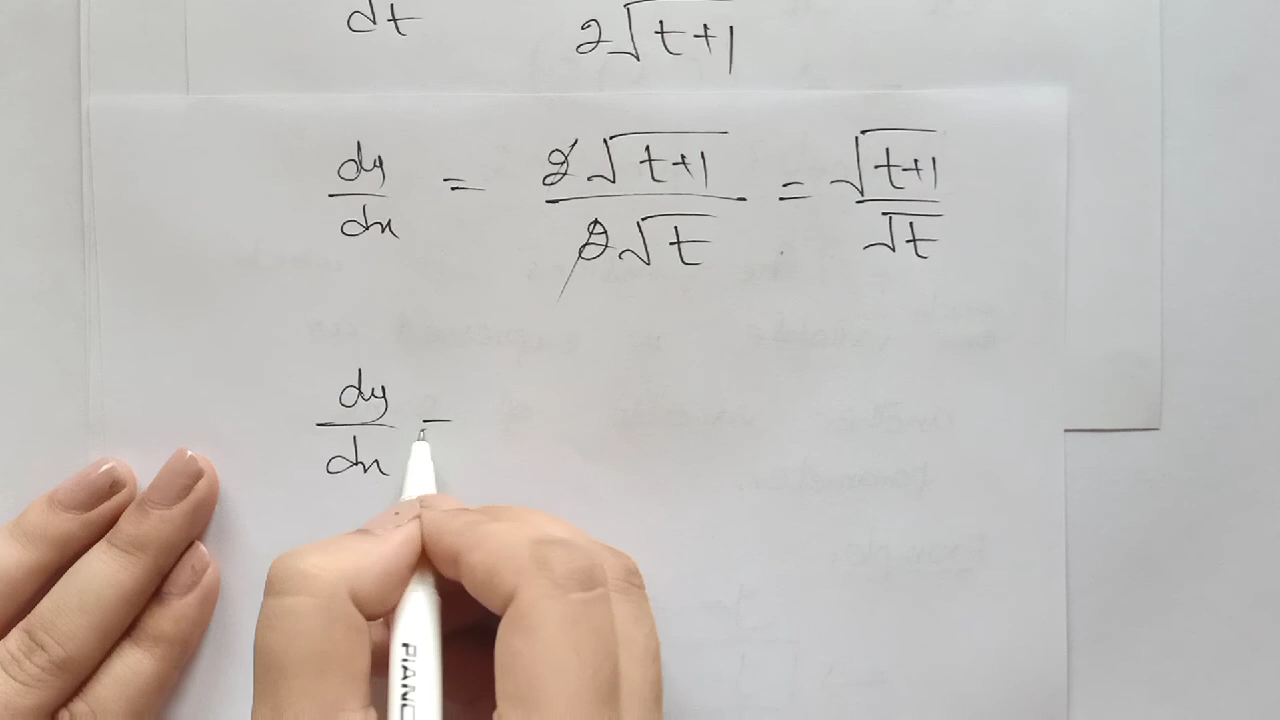 dt 2√t+1
dy/dx = 2√t+1 / 2√t = √t+1 / √t
dy/dx =
PIANO